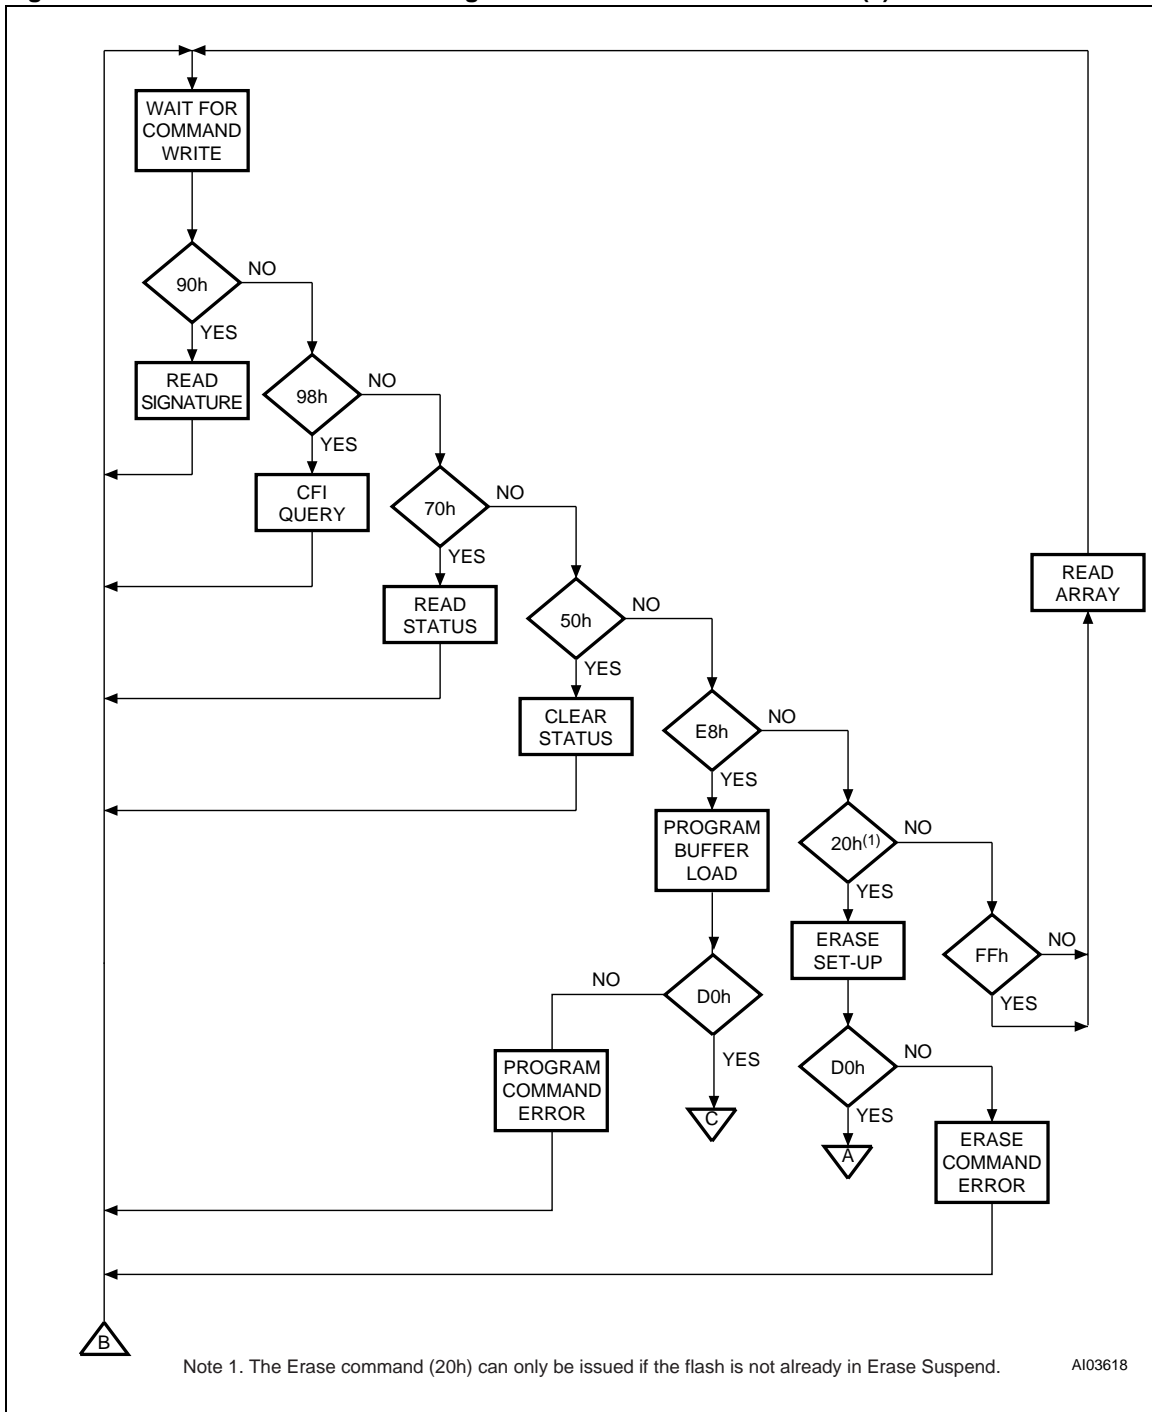 WAIT FOR
COMMAND
WRITE
90h
NO
YES
READ
SIGNATURE
98h
NO
YES
CFI
QUERY
70h
NO
YES
READ
STATUS
50h
NO
YES
CLEAR
STATUS
READ
ARRAY
E8h
NO
YES
PROGRAM
BUFFER
LOAD
20h(1)
NO
YES
ERASE
SET-UP
FFh
NO
YES
D0h
NO
YES
PROGRAM
COMMAND
ERROR
C
D0h
NO
YES
A
ERASE
COMMAND
ERROR
B
Note 1. The Erase command (20h) can only be issued if the flash is not already in Erase Suspend.
AI03618